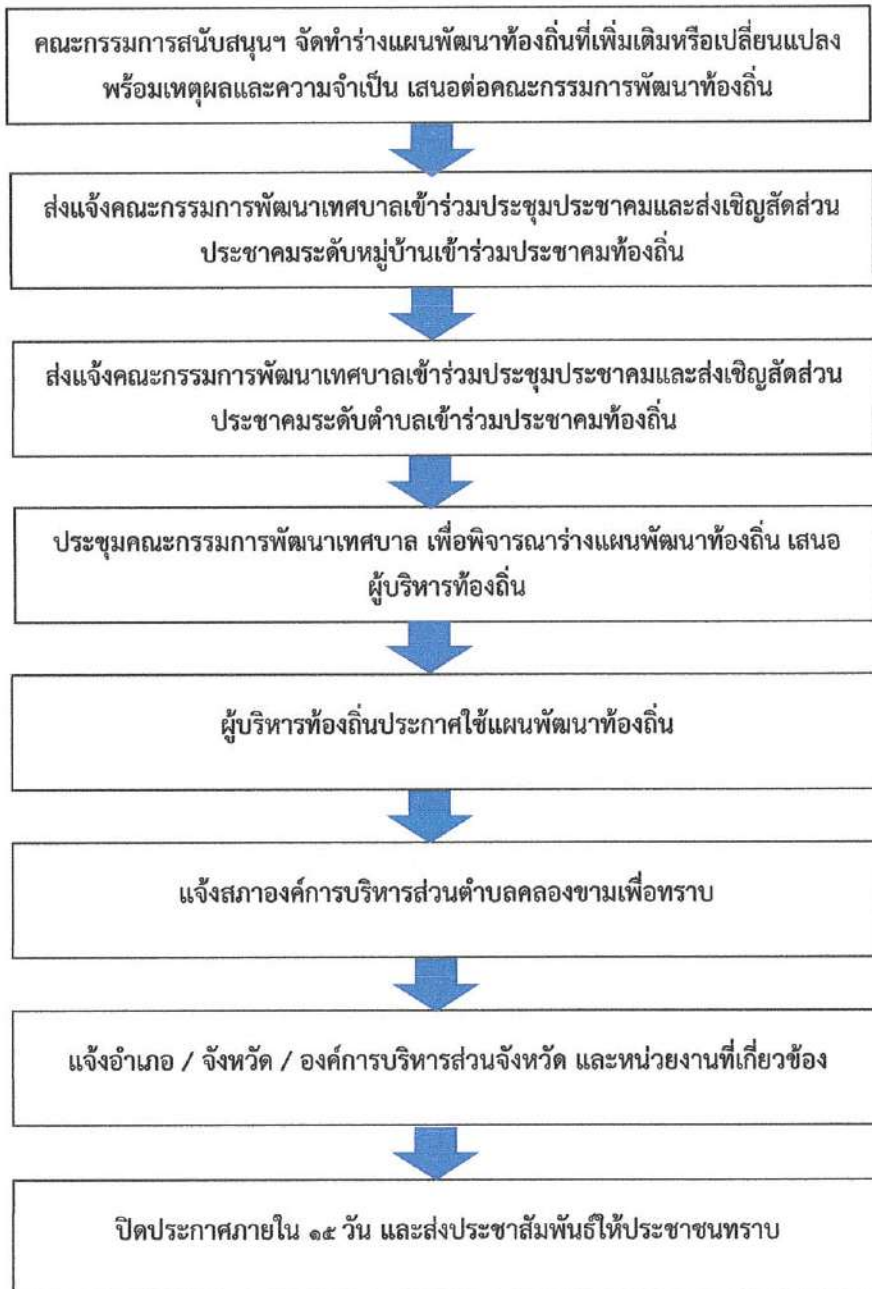 คณะกรรมการสนับสนุนฯ จัดทำร่างแผนพัฒนาท้องถิ่นที่เพิ่มเติมหรือเปลี่ยนแปลง
พร้อมเหตุผลและความจำเป็น เสนอต่อคณะกรรมการพัฒนาท้องถิ่น
ส่งแจ้งคณะกรรมการพัฒนาเทศบาลเข้าร่วมประชุมประชาคมและส่งเชิญสัดส่วน
ประชาคมระดับหมู่บ้านเข้าร่วมประชาคมท้องถิ่น
ส่งแจ้งคณะกรรมการพัฒนาเทศบาลเข้าร่วมประชุมประชาคมและส่งเชิญสัดส่วน
ประชาคมระดับตำบลเข้าร่วมประชาคมท้องถิ่น
ประชุมคณะกรรมการพัฒนาเทศบาล เพื่อพิจารณาร่างแผนพัฒนาท้องถิ่น เสนอ
ผู้บริหารท้องถิ่น
ผู้บริหารท้องถิ่นประกาศใช้แผนพัฒนาท้องถิ่น
แจ้งสภาองค์การบริหารส่วนตำบลคลองขามเพื่อทราบ
แจ้งอำเภอ / จังหวัด / องค์การบริหารส่วนจังหวัด และหน่วยงานที่เกี่ยวข้อง
ปิดประกาศภายใน ๑๕ วัน และส่งประชาสัมพันธ์ให้ประชาชนทราบ